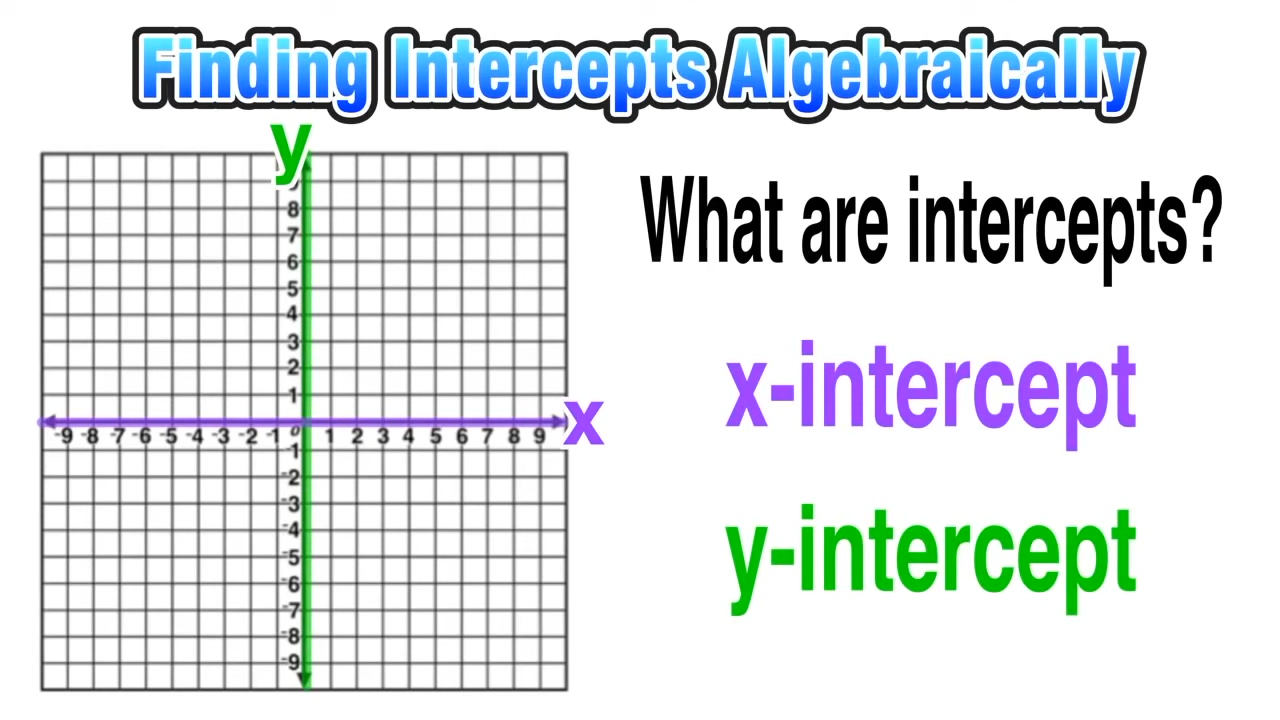 Finding Intercepts Algebraically
y
What are intercepts?
8
7
6
5
4
3
2
1
x-intercept
x
-9 -8 -7 -6 -5 -4 -3 -2 -1 0 1 2 3 4 5 6 7 8 9
-1
-2
-3
-4
-5
-6
-7
-8
-9
y-intercept